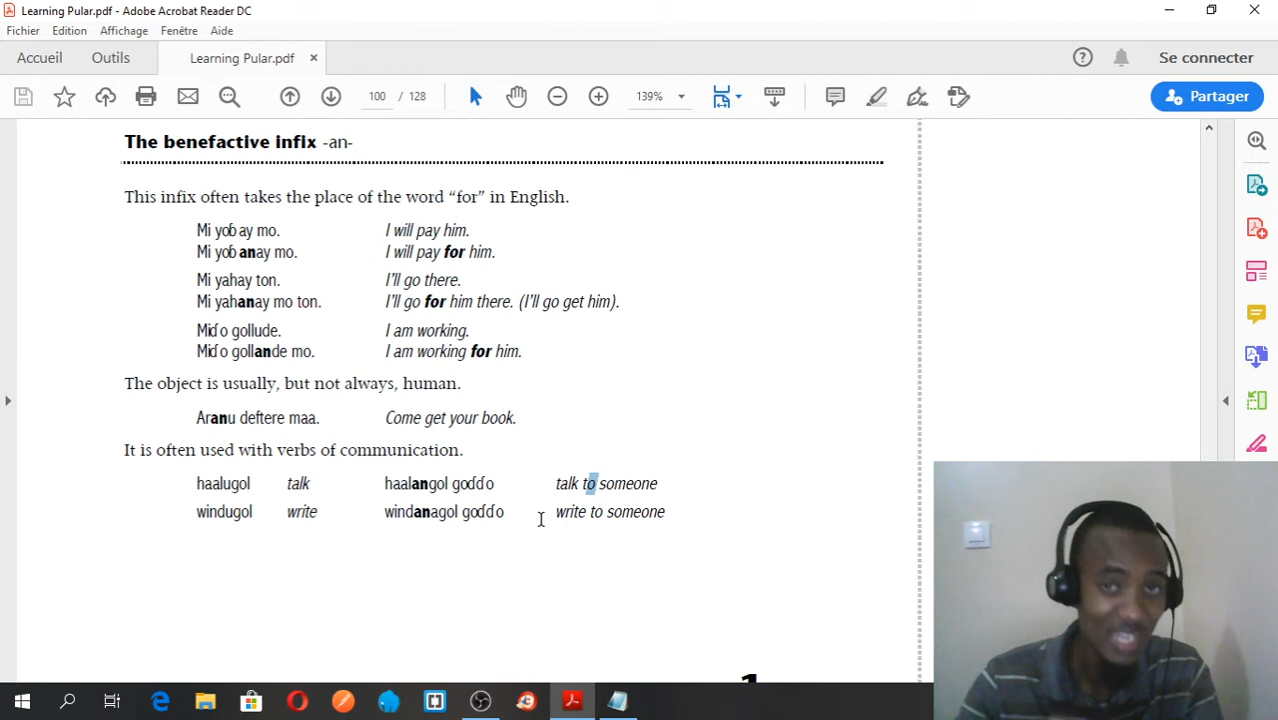 Learning Pular.pdf - Adobe Acrobat Reader DC
Fichier Edition Affichage Fenêtre Aide
Accueil Outils Learning Pular.pdf × Se connecter
100 / 128 139% Partager
The benefactive infix -an-
This infix often takes the place of the word “for” in English.
Mi yoɓay mo. I will pay him.
Mi yoɓanay mo. I will pay for him.
Mi yahay ton. I’ll go there.
Mi yahanay mo ton. I’ll go for him there. (I’ll go get him).
Miɗo gollude. I am working.
Miɗo gollande mo. I am working for him.
The object is usually, but not always, human.
Aranu deftere maa. Come get your book.
It is often used with verbs of communication.
haalugol talk haalangol goɗɗo talk to someone
windugol write windanagol goɗɗo write to someone